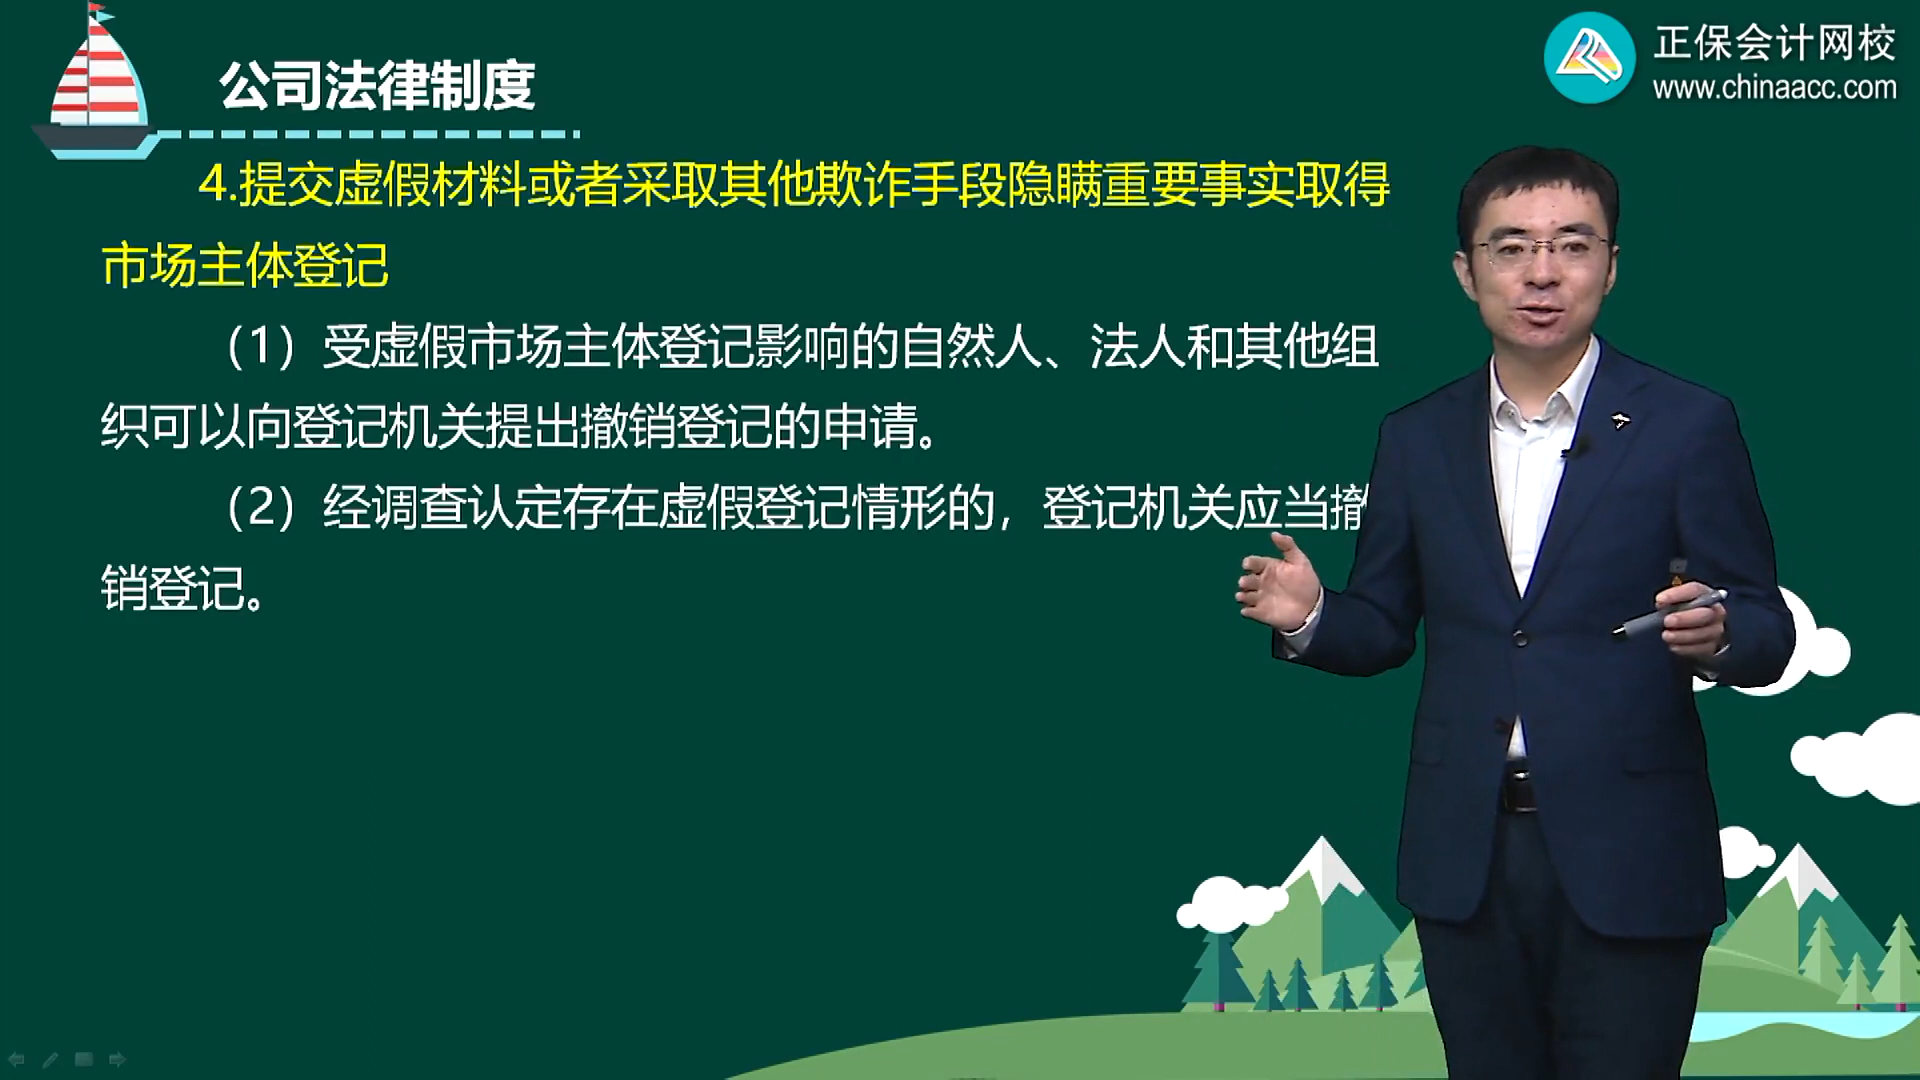 正保会计网校
www.chinaacc.com
公司法律制度
4.提交虚假材料或者采取其他欺诈手段隐瞒重要事实取得
市场主体登记
（1）受虚假市场主体登记影响的自然人、法人和其他组
织可以向登记机关提出撤销登记的申请。
（2）经调查认定存在虚假登记情形的，登记机关应当撤
销登记。